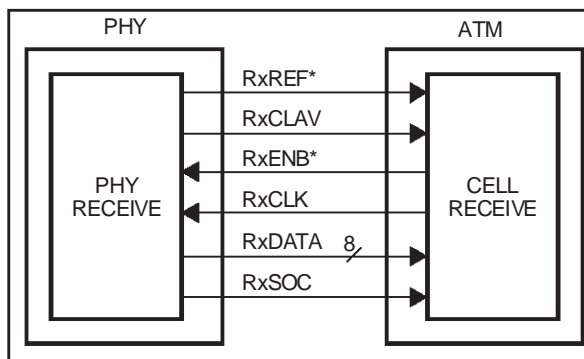 PHY
ATM
RxREF*
RxCLAV
RxENB*
PHY
RECEIVE
RxCLK
CELL
RECEIVE
RxDATA 8
RxSOC